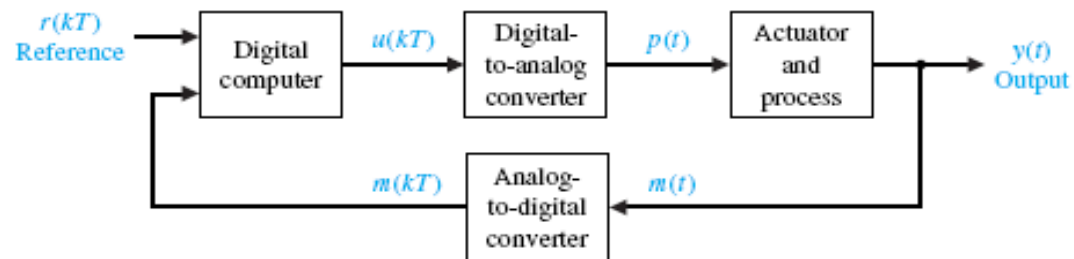 r(kT)
Reference
Digital
computer
u(kT)
Digital-
to-analog
converter
p(t)
Actuator
and
process
y(t)
Output
m(kT)
Analog-
to-digital
converter
m(t)